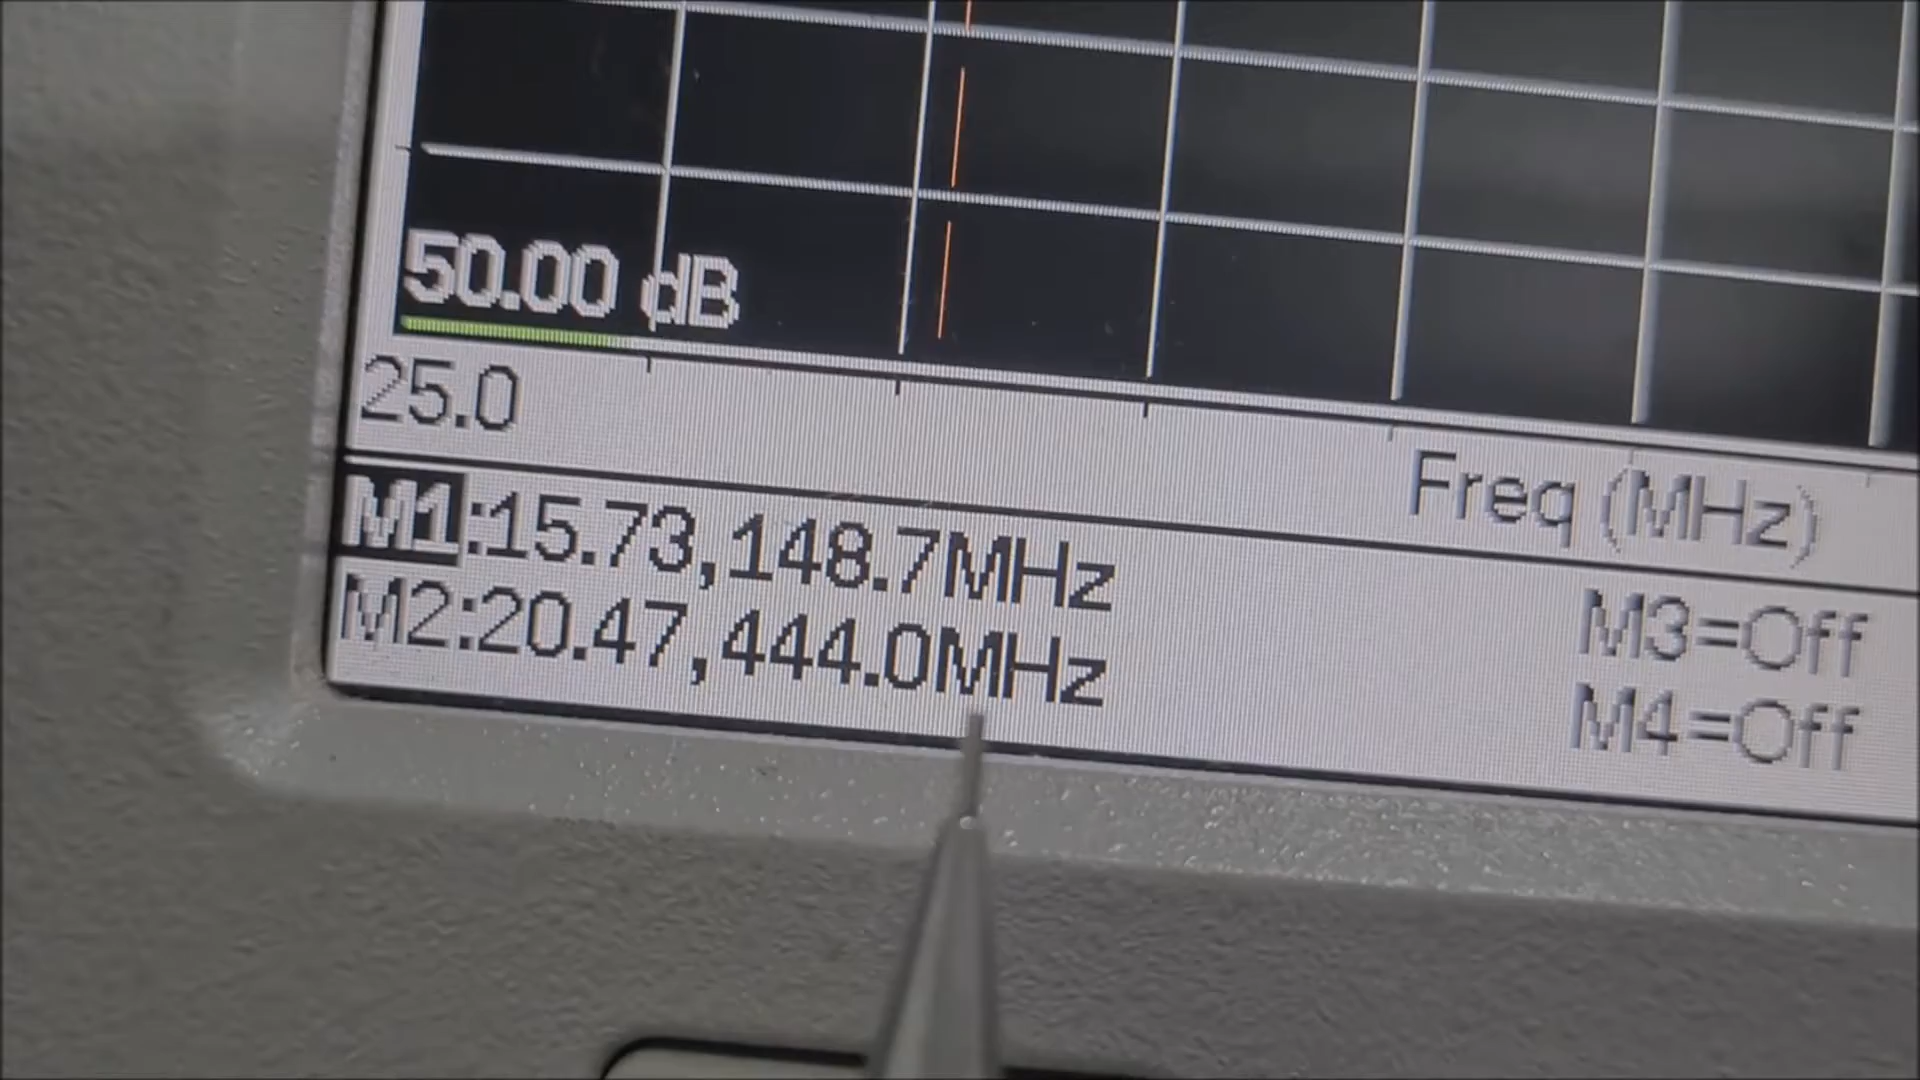 50.00 dB
25.0
Freq (MHz)
M1:15.73,148.7MHz
M2:20.47,444.0MHz
M3=Off
M4=Off